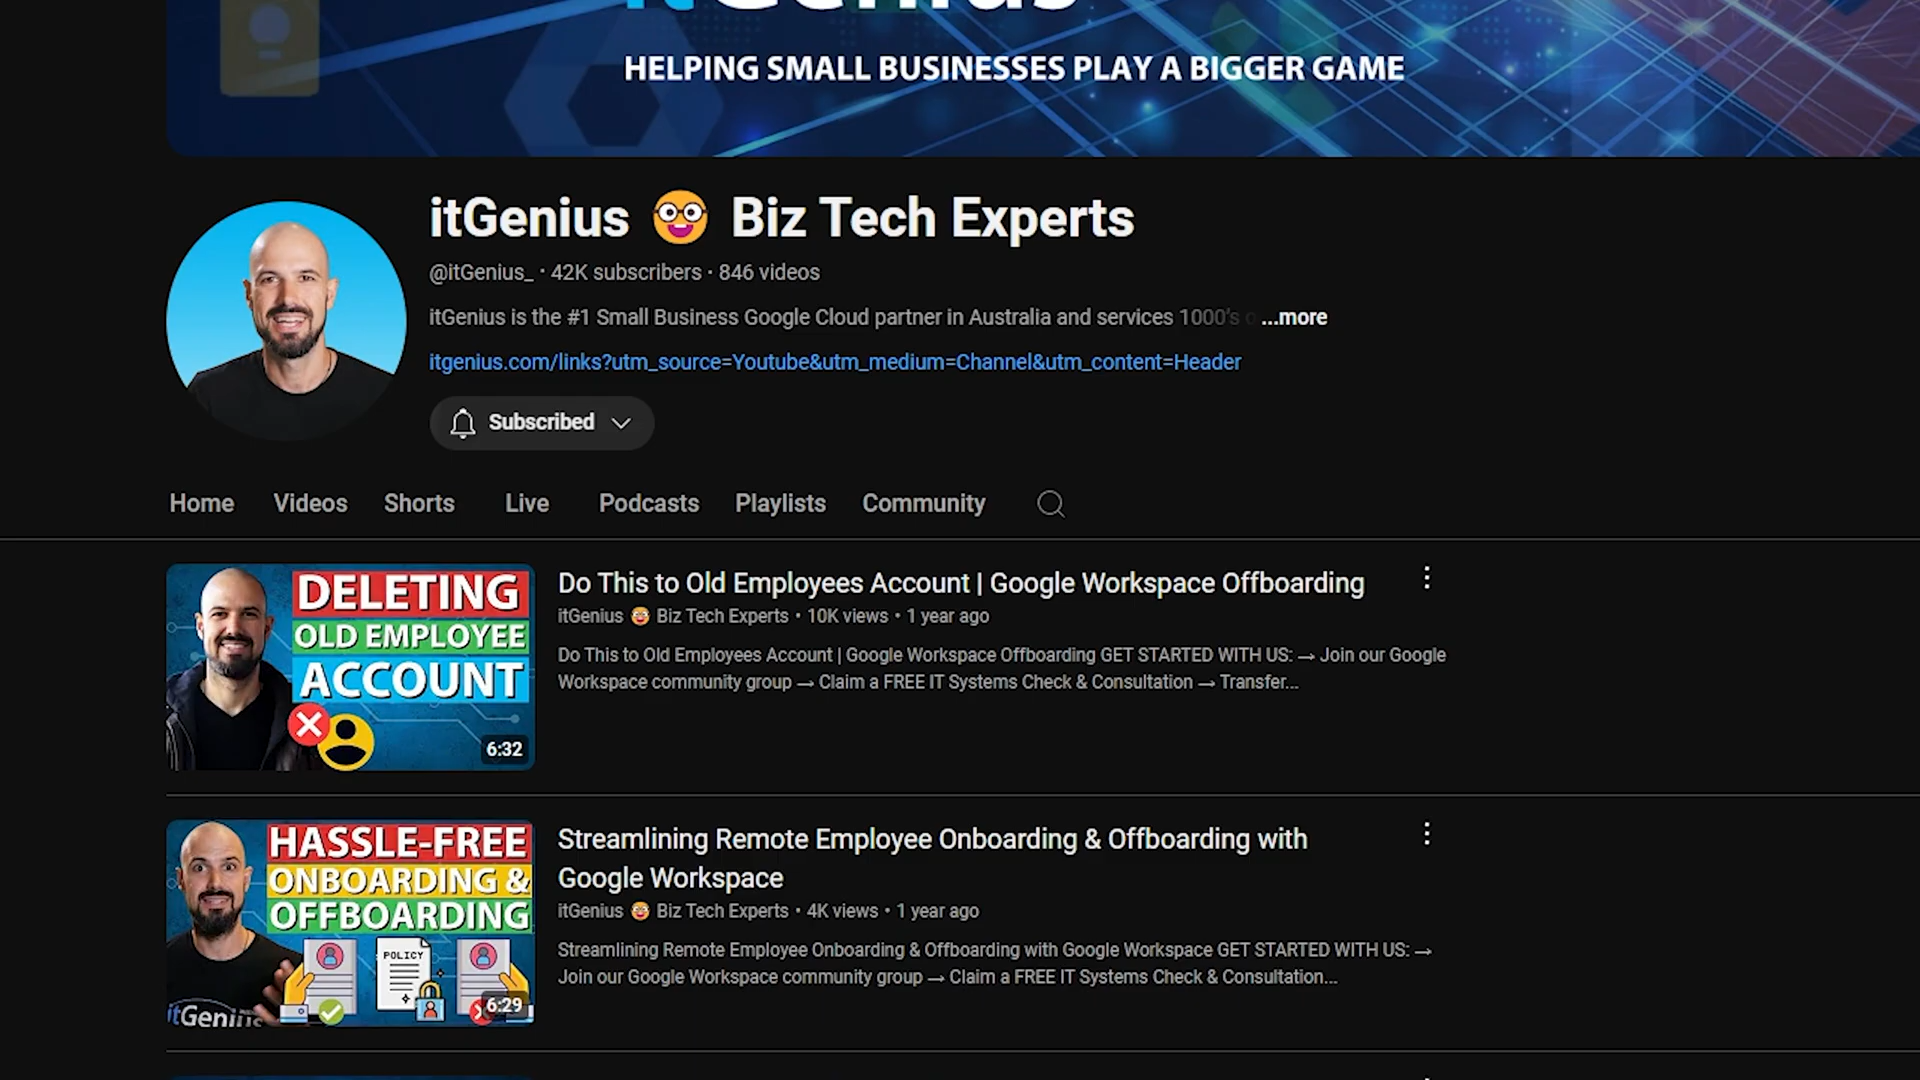 itGenius
HELPING SMALL BUSINESSES PLAY A BIGGER GAME
itGenius 🤓 Biz Tech Experts
@itGenius_ • 42K subscribers • 846 videos
itGenius is the #1 Small Business Google Cloud partner in Australia and services 1000's o ...more
itgenius.com/links?utm_source=Youtube&utm_medium=Channel&utm_content=Header
Subscribed
Home Videos Shorts Live Podcasts Playlists Community
DELETING
OLD EMPLOYEE
ACCOUNT
6:32
Do This to Old Employees Account | Google Workspace Offboarding
itGenius 🤓 Biz Tech Experts • 10K views • 1 year ago
Do This to Old Employees Account | Google Workspace Offboarding GET STARTED WITH US: → Join our Google
Workspace community group → Claim a FREE IT Systems Check & Consultation → Transfer...
HASSLE-FREE
ONBOARDING &
OFFBOARDING
POLICY
itGenius
6:29
Streamlining Remote Employee Onboarding & Offboarding with
Google Workspace
itGenius 🤓 Biz Tech Experts • 4K views • 1 year ago
Streamlining Remote Employee Onboarding & Offboarding with Google Workspace GET STARTED WITH US: →
Join our Google Workspace community group → Claim a FREE IT Systems Check & Consultation...